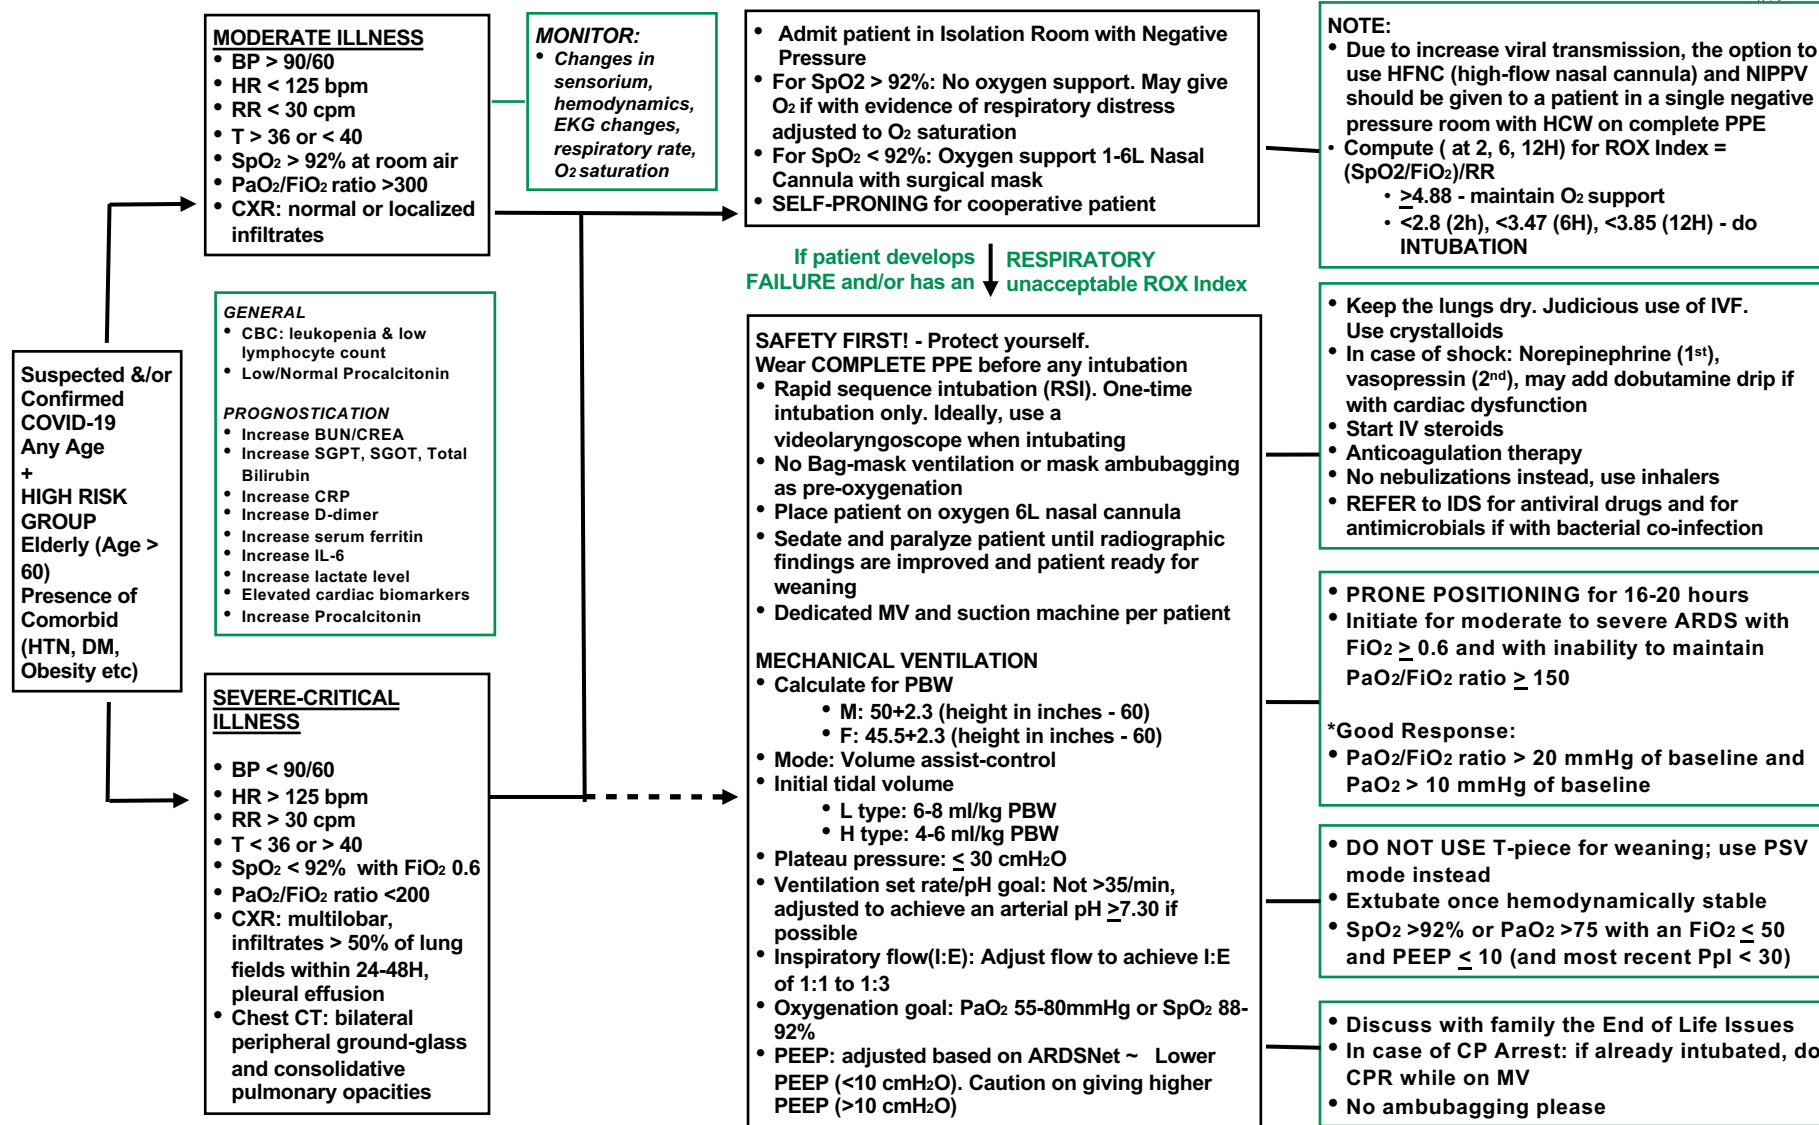 Suspected &/or
Confirmed
COVID-19
Any Age
+
HIGH RISK
GROUP
Elderly (Age >
60)
Presence of
Comorbid
(HTN, DM,
Obesity etc)
MODERATE ILLNESS
• BP > 90/60
• HR < 125 bpm
• RR < 30 cpm
• T > 36 or < 40
• SpO₂ > 92% at room air
• PaO₂/FiO₂ ratio >300
• CXR: normal or localized
infiltrates
MONITOR:
• Changes in
sensorium,
hemodynamics,
EKG changes,
respiratory rate,
O₂ saturation
GENERAL
• CBC: leukopenia & low
lymphocyte count
• Low/Normal Procalcitonin
PROGNOSTICATION
• Increase BUN/CREA
• Increase SGPT, SGOT, Total
Bilirubin
• Increase CRP
• Increase D-dimer
• Increase serum ferritin
• Increase IL-6
• Increase lactate level
• Elevated cardiac biomarkers
• Increase Procalcitonin
SEVERE-CRITICAL
ILLNESS
• BP < 90/60
• HR > 125 bpm
• RR > 30 cpm
• T < 36 or > 40
• SpO₂ < 92% with FiO₂ 0.6
• PaO₂/FiO₂ ratio <200
• CXR: multilobar,
infiltrates > 50% of lung
fields within 24-48H,
pleural effusion
• Chest CT: bilateral
peripheral ground-glass
and consolidative
pulmonary opacities
• Admit patient in Isolation Room with Negative
Pressure
• For SpO2 > 92%: No oxygen support. May give
O₂ if with evidence of respiratory distress
adjusted to O₂ saturation
• For SpO₂ < 92%: Oxygen support 1-6L Nasal
Cannula with surgical mask
• SELF-PRONING for cooperative patient
If patient develops RESPIRATORY
FAILURE and/or has an unacceptable ROX Index
SAFETY FIRST! - Protect yourself.
Wear COMPLETE PPE before any intubation
• Rapid sequence intubation (RSI). One-time
intubation only. Ideally, use a
videolaryngoscope when intubating
• No Bag-mask ventilation or mask ambubagging
as pre-oxygenation
• Place patient on oxygen 6L nasal cannula
• Sedate and paralyze patient until radiographic
findings are improved and patient ready for
weaning
• Dedicated MV and suction machine per patient
MECHANICAL VENTILATION
• Calculate for PBW
• M: 50+2.3 (height in inches - 60)
• F: 45.5+2.3 (height in inches - 60)
• Mode: Volume assist-control
• Initial tidal volume
• L type: 6-8 ml/kg PBW
• H type: 4-6 ml/kg PBW
• Plateau pressure: ≤ 30 cmH₂O
• Ventilation set rate/pH goal: Not >35/min,
adjusted to achieve an arterial pH ≥7.30 if
possible
• Inspiratory flow(I:E): Adjust flow to achieve I:E
of 1:1 to 1:3
• Oxygenation goal: PaO₂ 55-80mmHg or SpO₂ 88-
92%
• PEEP: adjusted based on ARDSNet ~ Lower
PEEP (<10 cmH₂O). Caution on giving higher
PEEP (>10 cmH₂O)
NOTE:
• Due to increase viral transmission, the option to
use HFNC (high-flow nasal cannula) and NIPPV
should be given to a patient in a single negative
pressure room with HCW on complete PPE
• Compute ( at 2, 6, 12H) for ROX Index =
(SpO2/FiO₂)/RR
• ≥4.88 - maintain O₂ support
• <2.8 (2h), <3.47 (6H), <3.85 (12H) - do
INTUBATION
• Keep the lungs dry. Judicious use of IVF.
Use crystalloids
• In case of shock: Norepinephrine (1ˢᵗ),
vasopressin (2ⁿᵈ), may add dobutamine drip if
with cardiac dysfunction
• Start IV steroids
• Anticoagulation therapy
• No nebulizations instead, use inhalers
• REFER to IDS for antiviral drugs and for
antimicrobials if with bacterial co-infection
• PRONE POSITIONING for 16-20 hours
• Initiate for moderate to severe ARDS with
FiO₂ ≥ 0.6 and with inability to maintain
PaO₂/FiO₂ ratio ≥ 150
*Good Response:
• PaO₂/FiO₂ ratio > 20 mmHg of baseline and
PaO₂ > 10 mmHg of baseline
• DO NOT USE T-piece for weaning; use PSV
mode instead
• Extubate once hemodynamically stable
• SpO₂ >92% or PaO₂ >75 with an FiO₂ ≤ 50
and PEEP ≤ 10 (and most recent Ppl < 30)
• Discuss with family the End of Life Issues
• In case of CP Arrest: if already intubated, do
CPR while on MV
• No ambubagging please